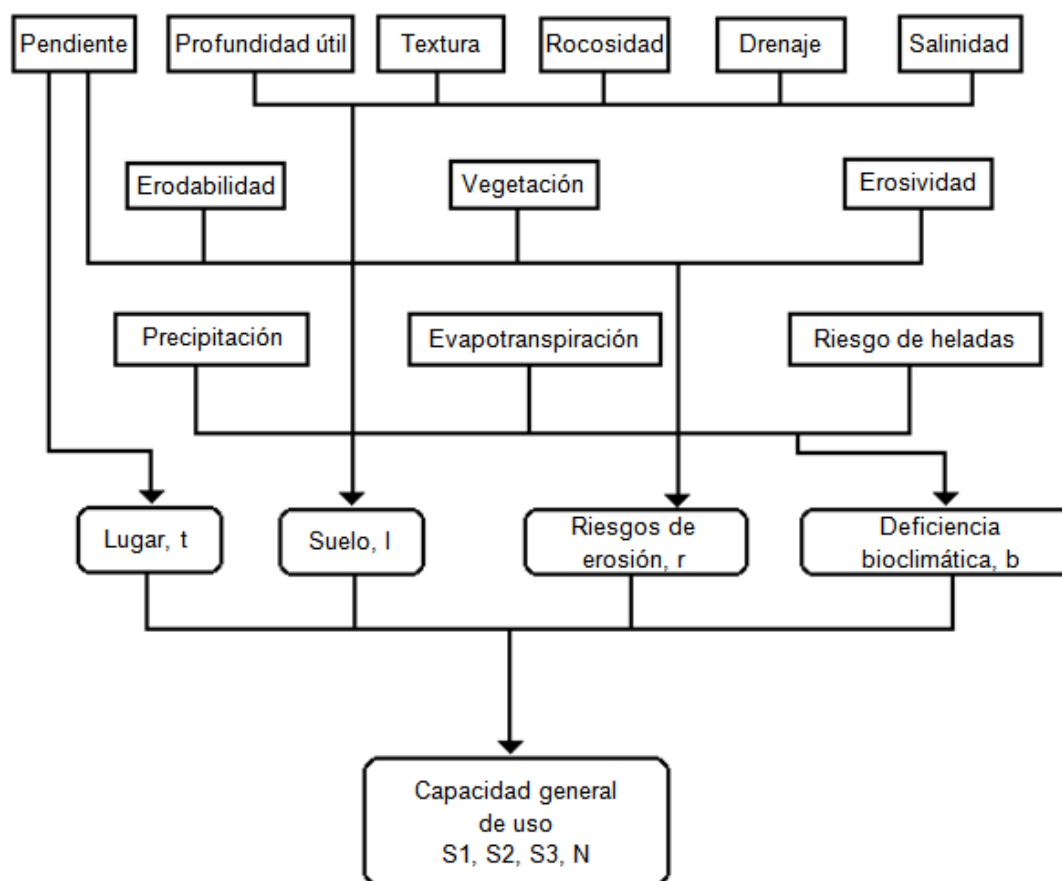 Pendiente
Profundidad útil
Textura
Rocosidad
Drenaje
Salinidad
Erodabilidad
Vegetación
Erosividad
Precipitación
Evapotranspiración
Riesgo de heladas
Lugar, t
Suelo, l
Riesgos de
erosión, r
Deficiencia
bioclimática, b
Capacidad general
de uso
S1, S2, S3, N